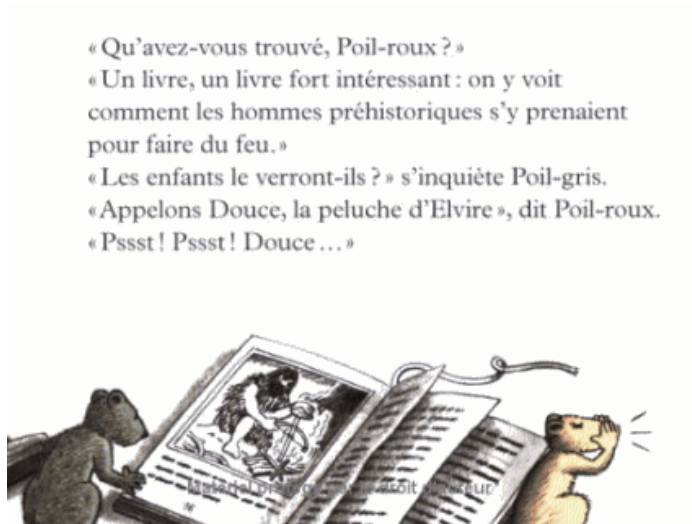 « Qu'avez-vous trouvé, Poil-roux ? »
« Un livre, un livre fort intéressant : on y voit
comment les hommes préhistoriques s'y prenaient
pour faire du feu. »
« Les enfants le verront-ils ? » s'inquiète Poil-gris.
« Appelons Douce, la peluche d'Elvire », dit Poil-roux.
« Pssst ! Pssst ! Douce ... »
16